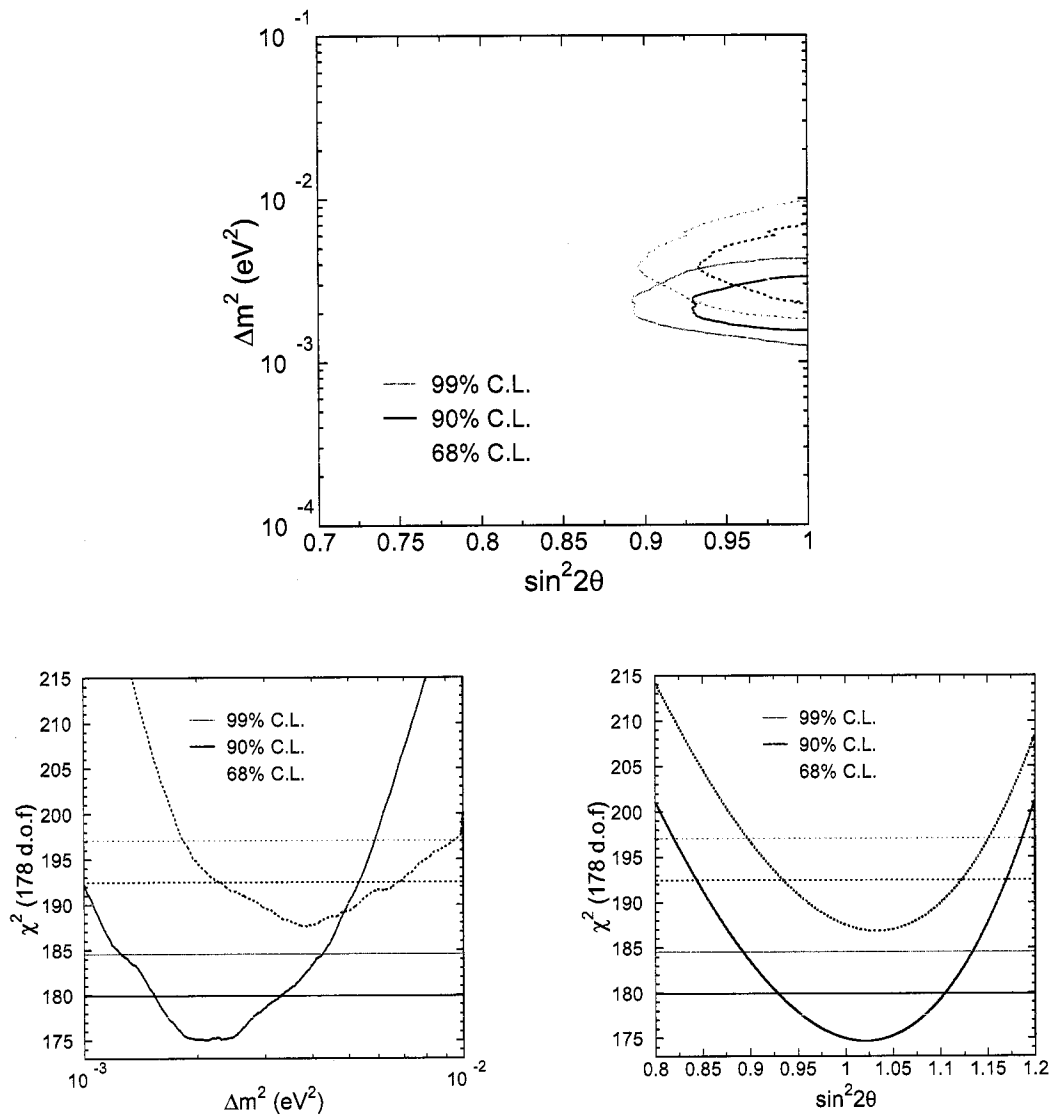 10⁻¹
10⁻²
10⁻³
10⁻⁴
Δm² (eV²)
99% C.L.
90% C.L.
68% C.L.
0.7 0.75 0.8 0.85 0.9 0.95 1
sin²2θ
215
210
205
200
195
190
185
180
175
χ² (178 d.o.f)
99% C.L.
90% C.L.
68% C.L.
10⁻³ 10⁻²
Δm² (eV²)
215
210
205
200
195
190
185
180
175
χ² (178 d.o.f)
99% C.L.
90% C.L.
68% C.L.
0.8 0.85 0.9 0.95 1 1.05 1.1 1.15 1.2
sin²2θ